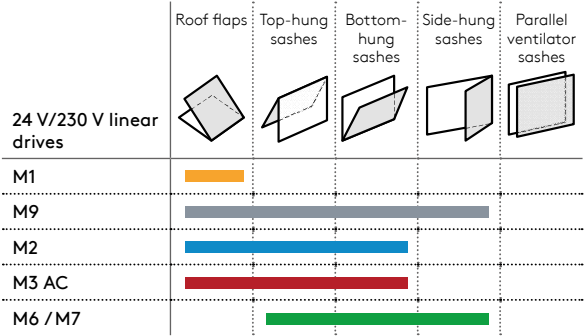 Roof flaps
Top-hung
sashes
Bottom-
hung
sashes
Side-hung
sashes
Parallel
ventilator
sashes
24 V/230 V linear
drives
M1
M9
M2
M3 AC
M6 / M7